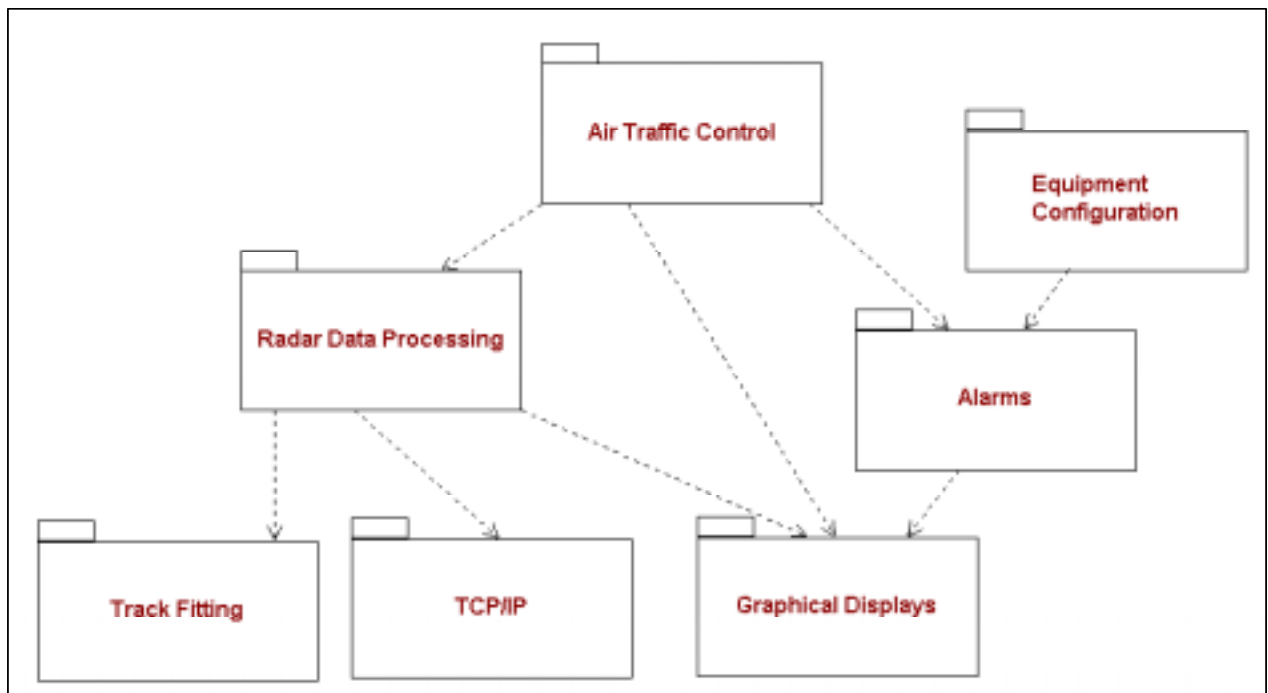 Air Traffic Control
Equipment
Configuration
Radar Data Processing
Alarms
Track Fitting
TCP/IP
Graphical Displays